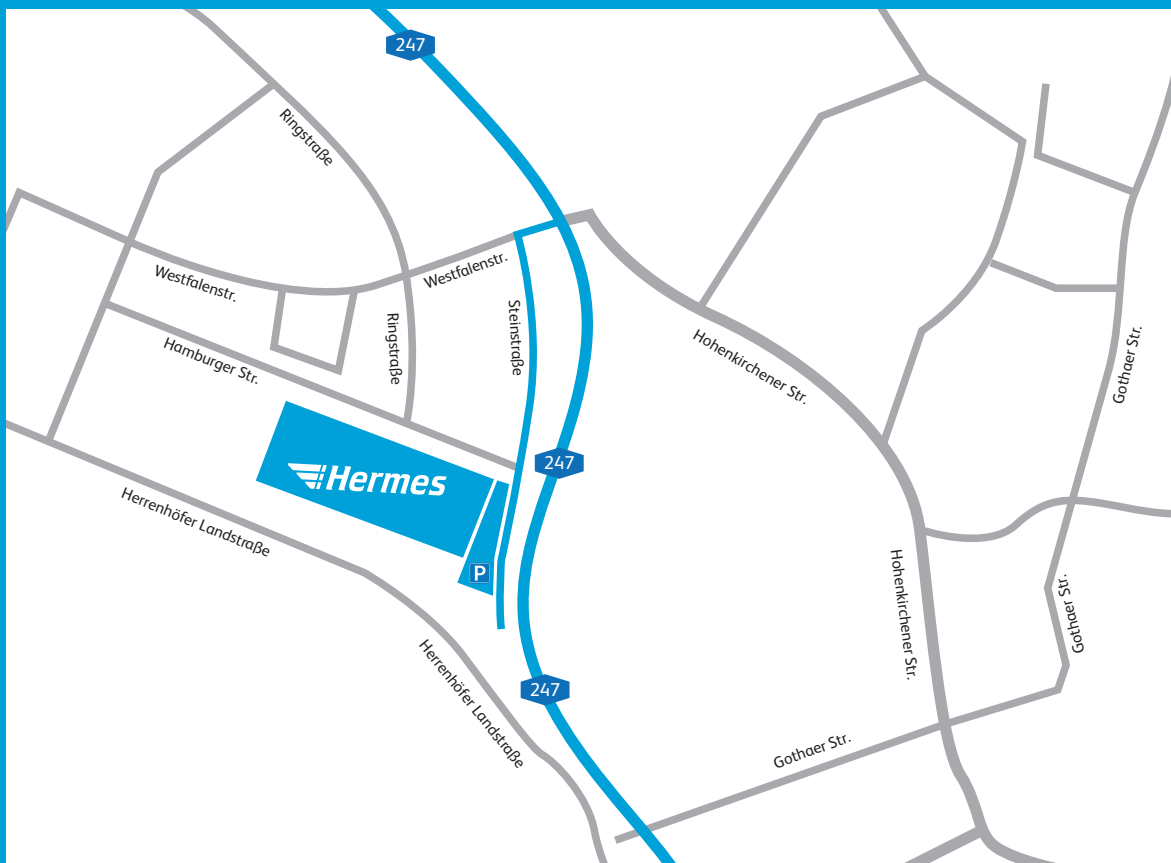 247
Ringstraße
Westfalenstr.
Westfalenstr.
Steinstraße
Ringstraße
Hamburger Str.
Hohenkirchener Str.
Gothaer Str.
247
Hermes
Herrenhöfer Landstraße
P
Hohenkirchener Str.
Gothaer Str.
Herrenhöfer Landstraße
247
Gothaer Str.